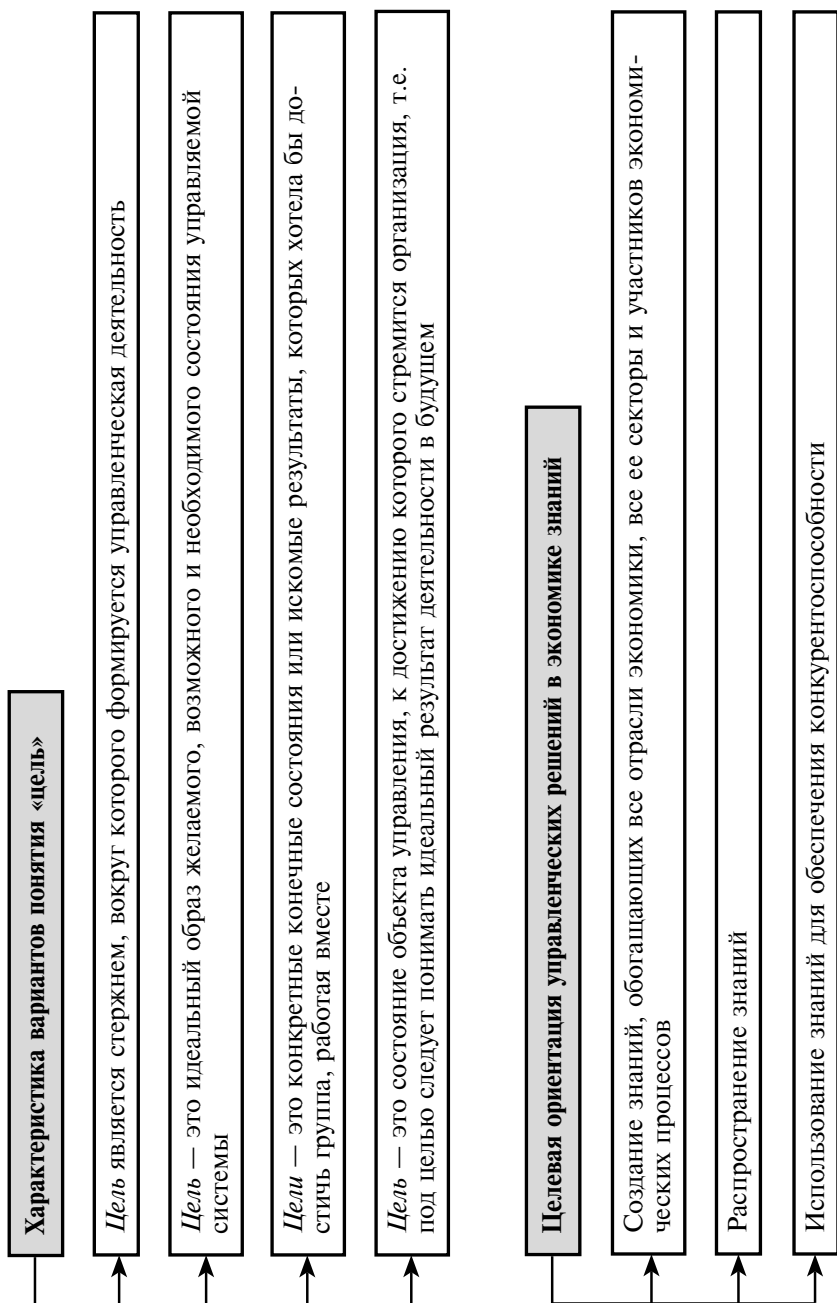 Характеристика вариантов понятия «цель»
Цель является стержнем, вокруг которого формируется управленческая деятельность
Цель — это идеальный образ желаемого, возможного и необходимого состояния управляемой
системы
Цели — это конкретные конечные состояния или искомые результаты, которых хотела бы до-
стичь группа, работая вместе
Цель — это состояние объекта управления, к достижению которого стремится организация, т.е.
под целью следует понимать идеальный результат деятельности в будущем
Целевая ориентация управленческих решений в экономике знаний
Создание знаний, обогащающих все отрасли экономики, все ее секторы и участников экономи-
ческих процессов
Распространение знаний
Использование знаний для обеспечения конкурентоспособности